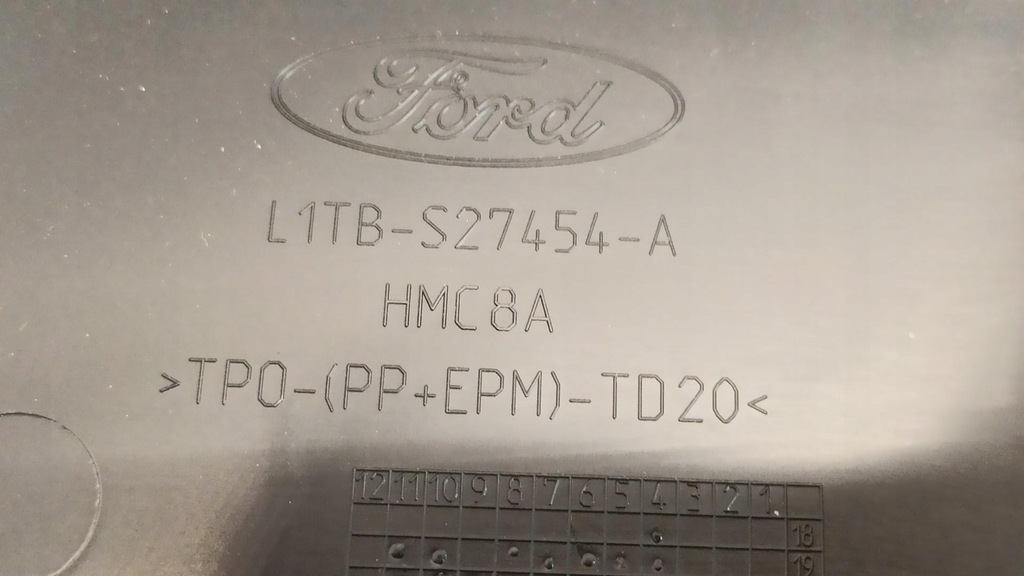 Ford
L1TB-S27454-A
HMC8A
>TPO-(PP+EPM)-TD20<
12 11 10 9 8 7 6 5 4 3 2 1
18
19